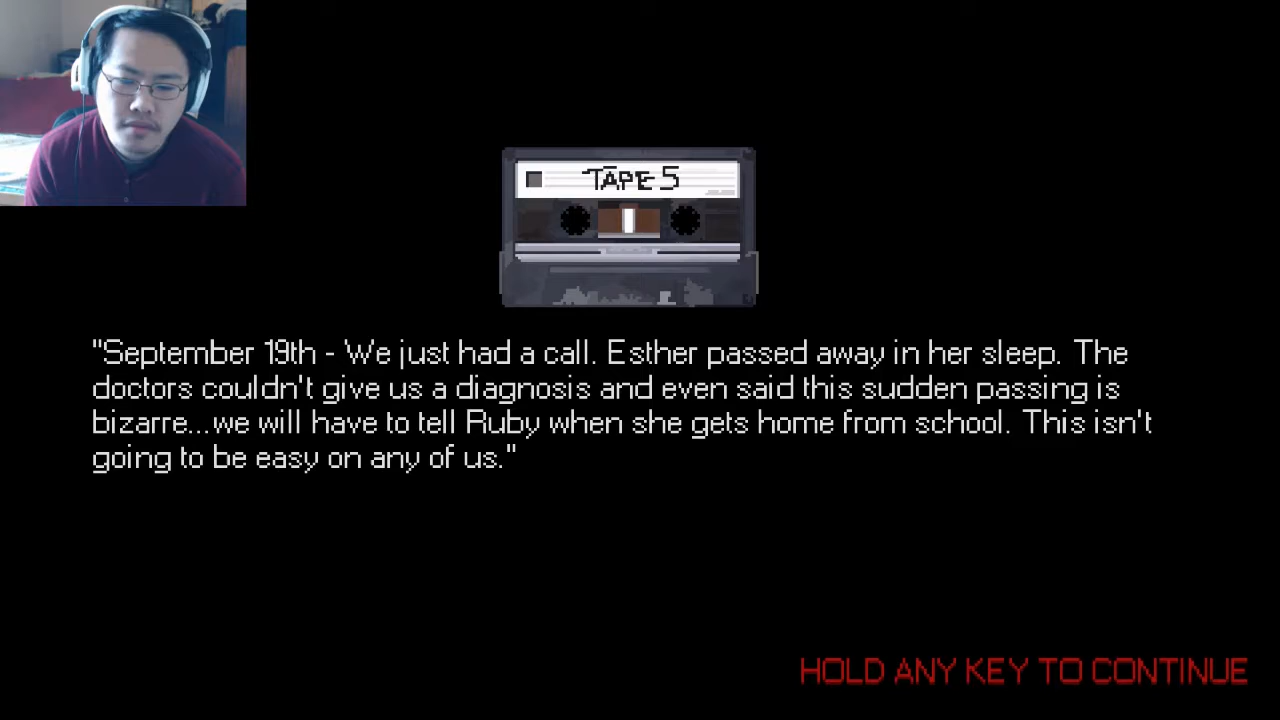 TAPE 5
"September 19th - We just had a call. Esther passed away in her sleep. The
doctors couldn't give us a diagnosis and even said this sudden passing is
bizarre...we will have to tell Ruby when she gets home from school. This isn't
going to be easy on any of us."
HOLD ANY KEY TO CONTINUE